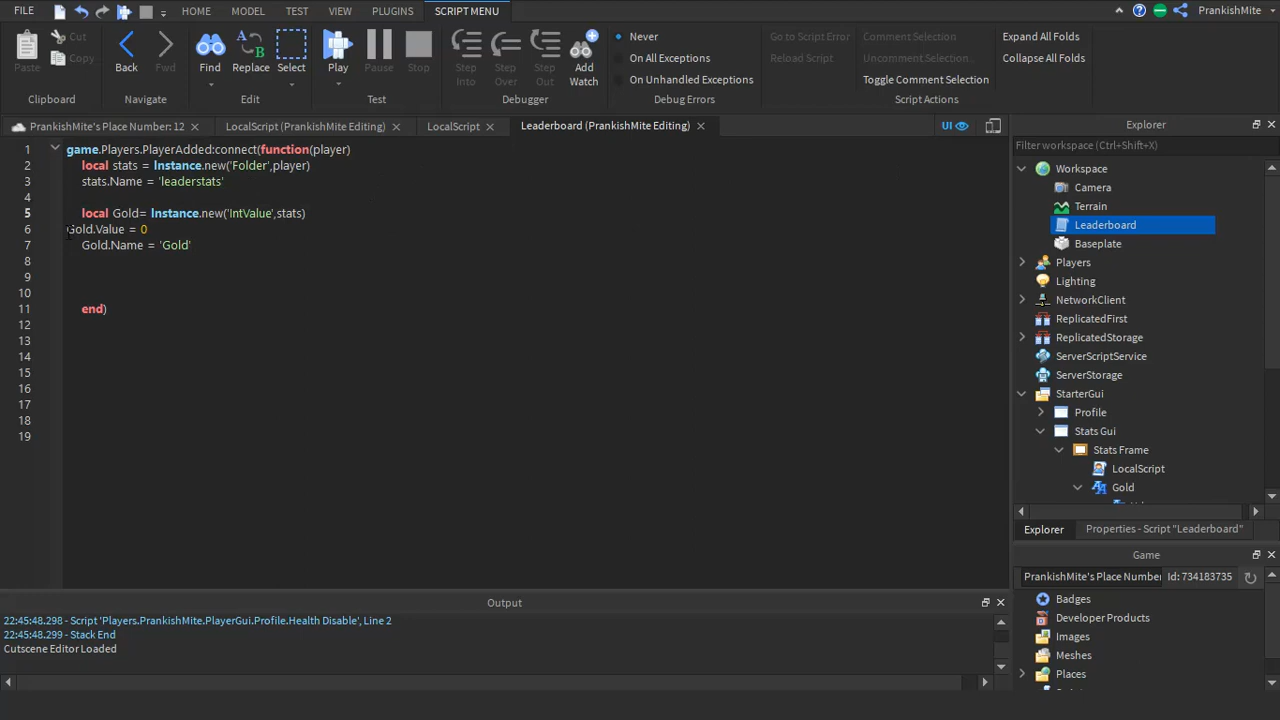 FILE HOME MODEL TEST VIEW PLUGINS SCRIPT MENU PrankishMite
Paste Cut Copy Back Fwd Find Replace Select Play Pause Stop Step Into Step Over Step Out Add Watch
Never
On All Exceptions
On Unhandled Exceptions
Go to Script Error
Reload Script
Comment Selection
Uncomment Selection
Toggle Comment Selection
Expand All Folds
Collapse All Folds
Clipboard Navigate Edit Test Debugger Debug Errors Script Actions
PrankishMite's Place Number: 12 LocalScript (PrankishMite Editing) LocalScript Leaderboard (PrankishMite Editing) UI
1 game.Players.PlayerAdded:connect(function(player)
2 local stats = Instance.new('Folder',player)
3 stats.Name = 'leaderstats'
4
5 local Gold= Instance.new('IntValue',stats)
6 Gold.Value = 0
7 Gold.Name = 'Gold'
8
9
10
11 end)
12
13
14
15
16
17
18
19
Explorer
Filter workspace (Ctrl+Shift+X)
Workspace
Camera
Terrain
Leaderboard
Baseplate
Players
Lighting
NetworkClient
ReplicatedFirst
ReplicatedStorage
ServerScriptService
ServerStorage
StarterGui
Profile
Stats Gui
Stats Frame
LocalScript
Gold
Explorer Properties - Script "Leaderboard"
Game
PrankishMite's Place Number Id: 734183735
Badges
Developer Products
Images
Meshes
Places
Output
22:45:48.298 - Script 'Players.PrankishMite.PlayerGui.Profile.Health Disable', Line 2
22:45:48.299 - Stack End
Cutscene Editor Loaded